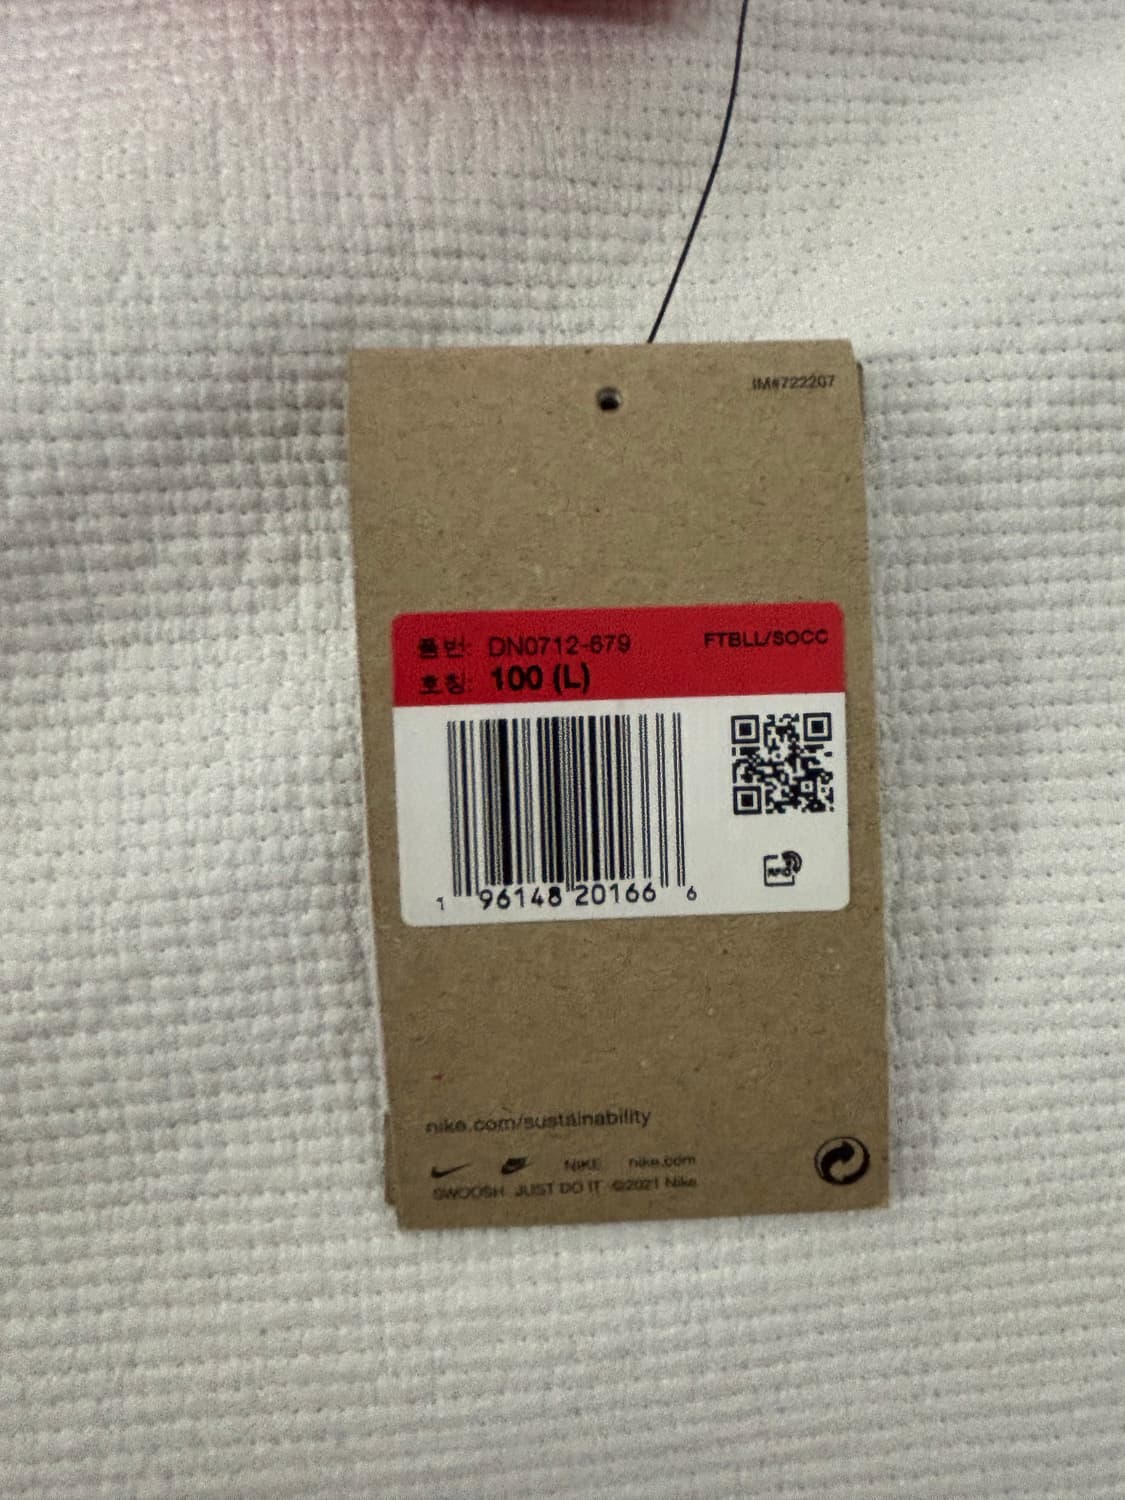 IM#722207
품번: DN0712-679
FTBLL/SOCC
호칭: 100 (L)
1 96148 20166 6
RFID
nike.com/sustainability
NIKE nike.com
SWOOSH JUST DO IT ©2021 Nike